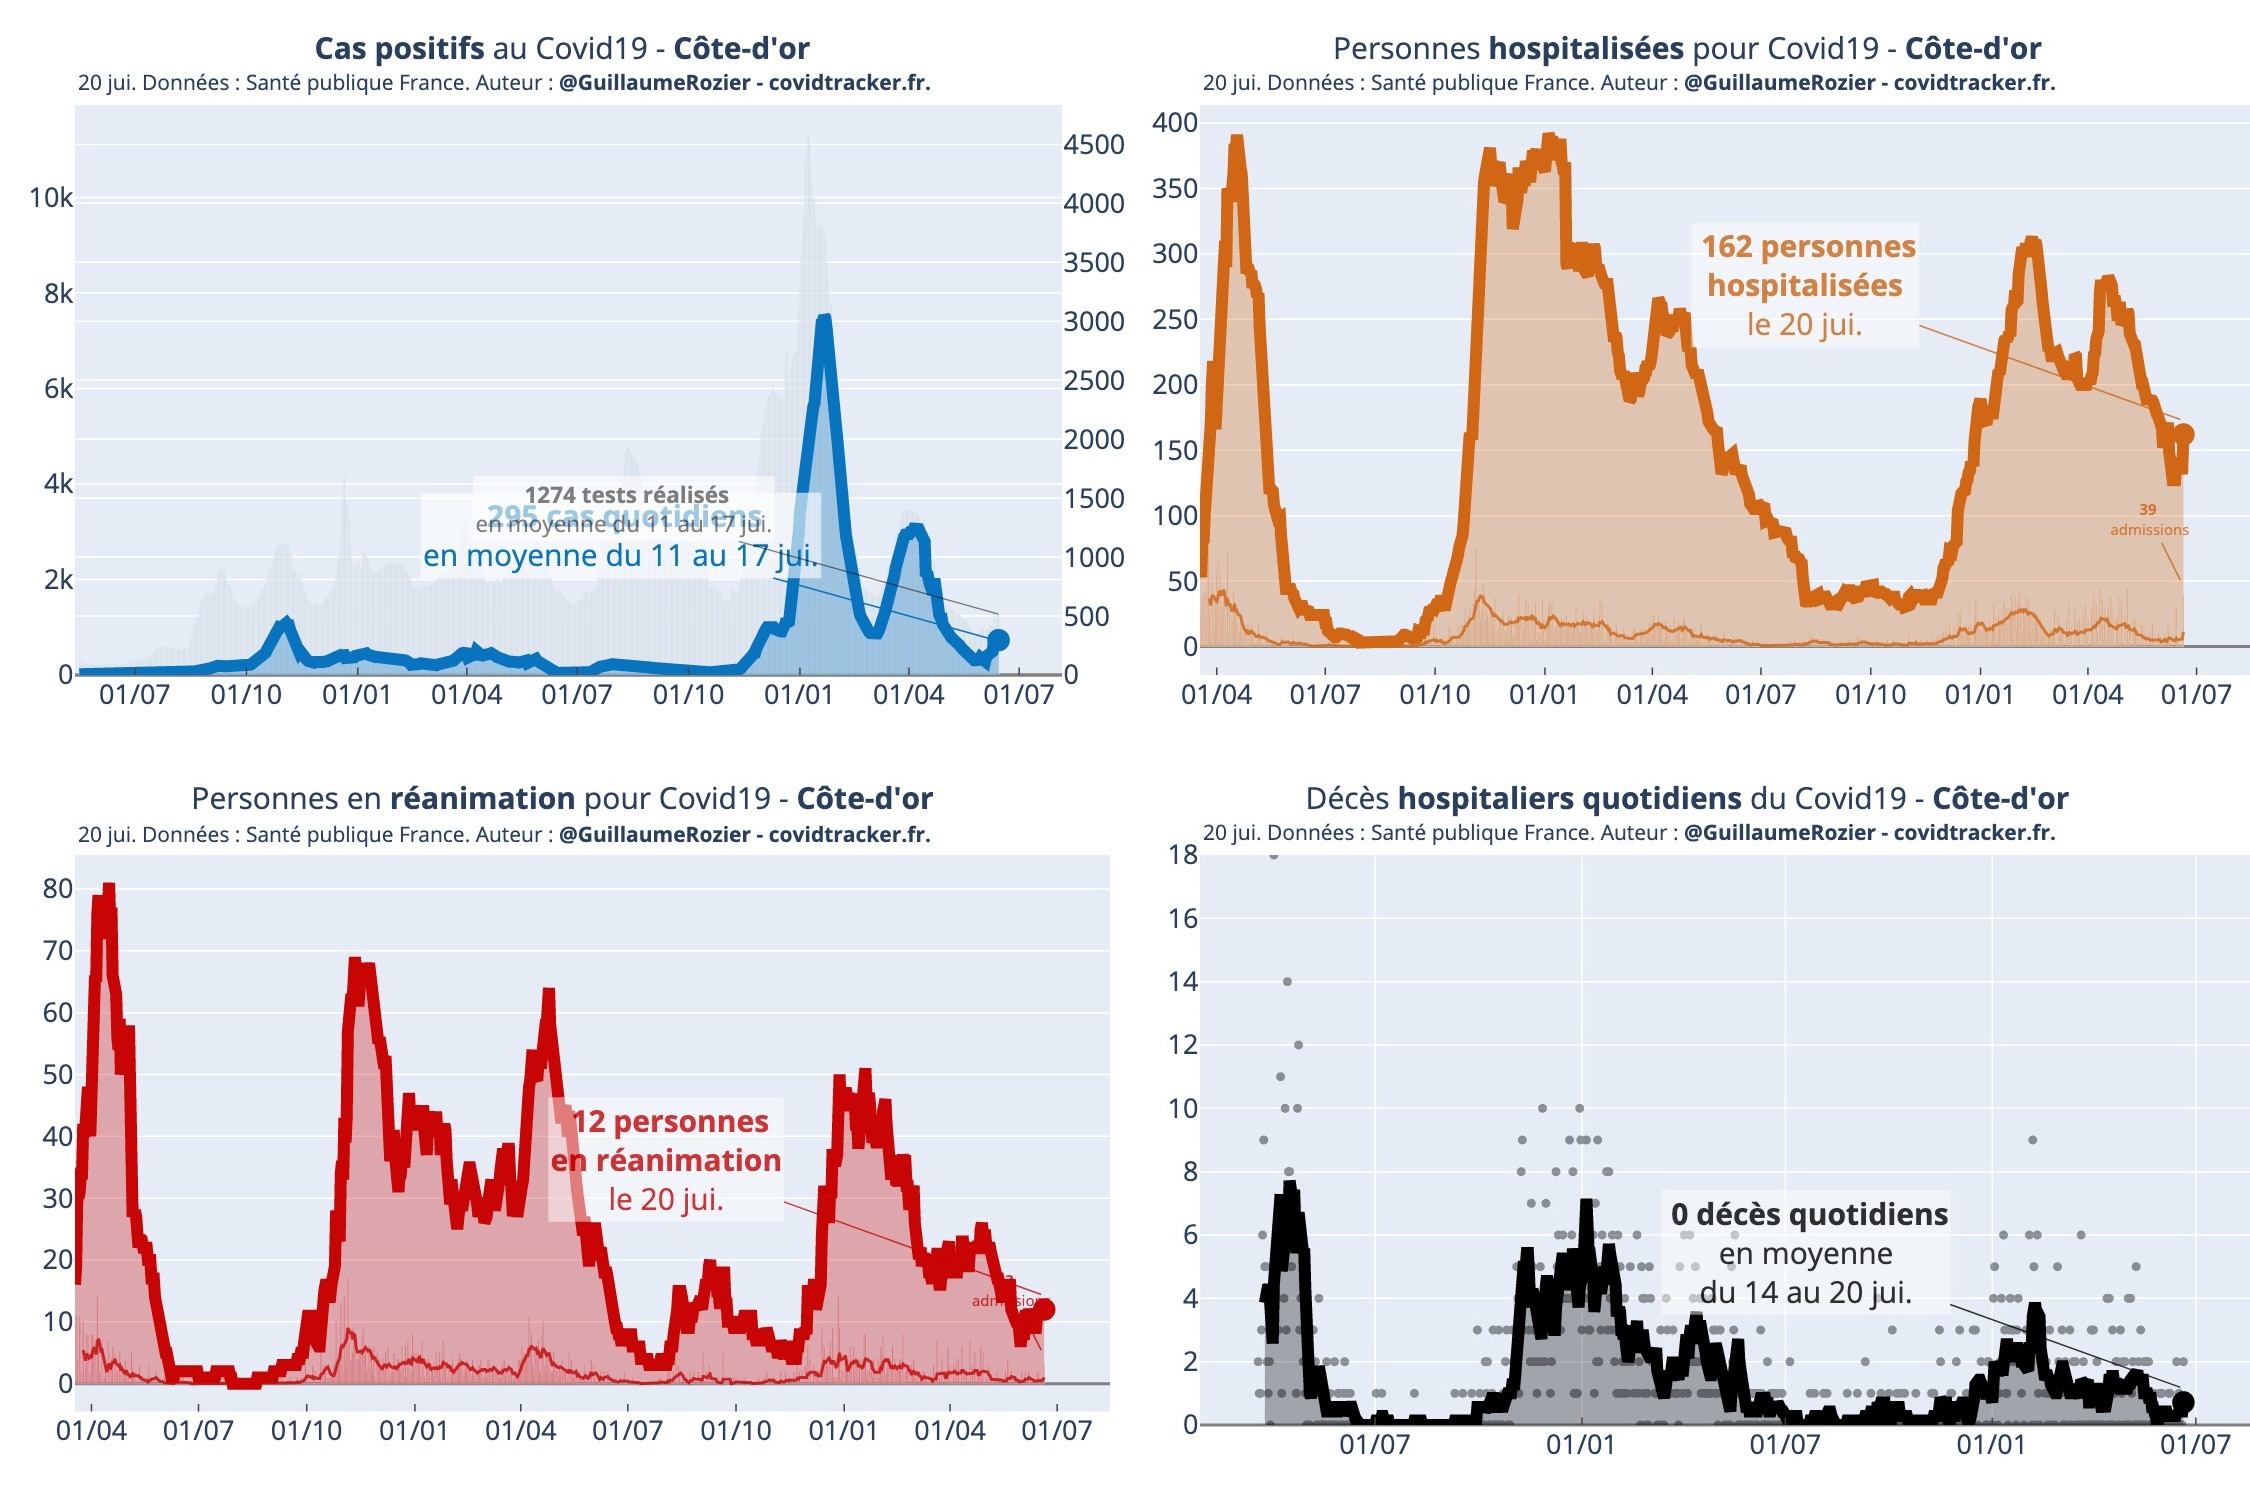 Cas positifs au Covid19 - Côte-d'or
20 jui. Données : Santé publique France. Auteur : @GuillaumeRozier - covidtracker.fr.
4500
10k
4000
3500
8k
3000
6k
2500
2000
4k
1500
1274 tests réalisés
en moyenne du 11 au 17 jui.
295 cas quotidiens
en moyenne du 11 au 17 jui.
1000
2k
500
0
0
01/07 01/10 01/01 01/04 01/07 01/10 01/01 01/04 01/07
Personnes hospitalisées pour Covid19 - Côte-d'or
20 jui. Données : Santé publique France. Auteur : @GuillaumeRozier - covidtracker.fr.
400
350
300
250
200
150
100
50
0
162 personnes
hospitalisées
le 20 jui.
39
admissions
01/04 01/07 01/10 01/01 01/04 01/07 01/10 01/01 01/04 01/07
Personnes en réanimation pour Covid19 - Côte-d'or
20 jui. Données : Santé publique France. Auteur : @GuillaumeRozier - covidtracker.fr.
80
70
60
50
40
30
20
10
0
12 personnes
en réanimation
le 20 jui.
admissions
01/04 01/07 01/10 01/01 01/04 01/07 01/10 01/01 01/04 01/07
Décès hospitaliers quotidiens du Covid19 - Côte-d'or
20 jui. Données : Santé publique France. Auteur : @GuillaumeRozier - covidtracker.fr.
18
16
14
12
10
8
6
4
2
0
0 décès quotidiens
en moyenne
du 14 au 20 jui.
01/07 01/01 01/07 01/01 01/07